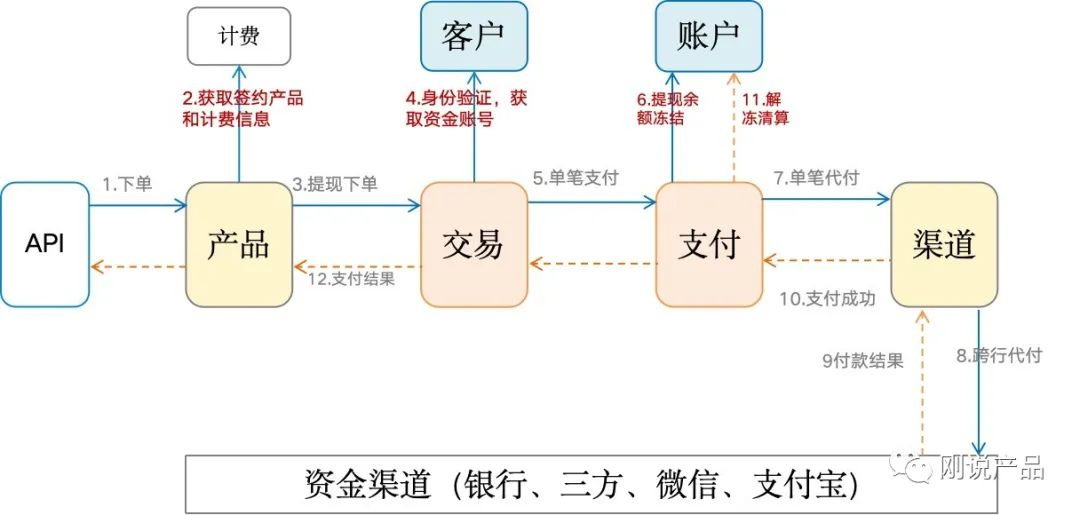 计费
客户
账户
2.获取签约产品
和计费信息
4.身份验证，获
取资金账号
6.提现余
额冻结
11.解
冻清算
1.下单
3.提现下单
5.单笔支付
7.单笔代付
API
产品
交易
支付
渠道
12.支付结果
10.支付成功
9付款结果
8.跨行代付
资金渠道（银行、三方、微信、支付宝）
刚说产品